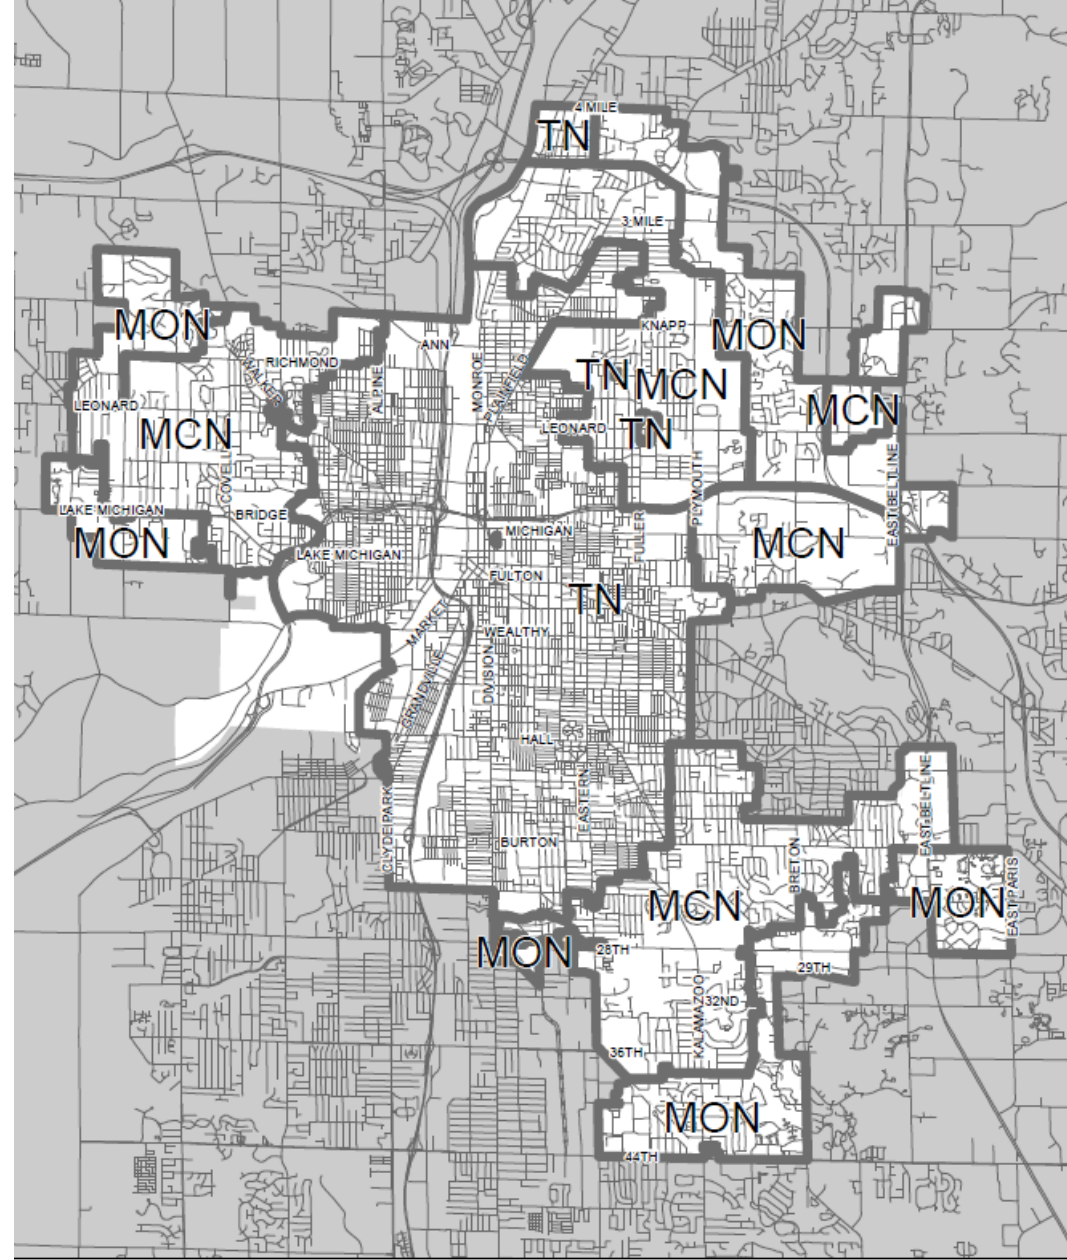 4 MILE
TN
3 MILE
MON
KNAPP
MON
ANN
RICHMOND
WALKER
MONROE
PLAINFIELD
ALPINE
TN
MCN
LEONARD
MCN
MCN
LEONARD
TN
COVELL
PLYMOUTH
EAST BELTLINE
LAKE MICHIGAN
BRIDGE
MICHIGAN
FULLER
MON
LAKE MICHIGAN
MCN
FULTON
TN
MARKET
WEALTHY
DIVISION
GRANDVILLE
HALL
EASTERN
EAST BELTLINE
CLYDE PARK
BURTON
BRETON
EAST PARIS
MCN
MON
MON
28TH
29TH
KALAMAZOO
32ND
36TH
MON
44TH